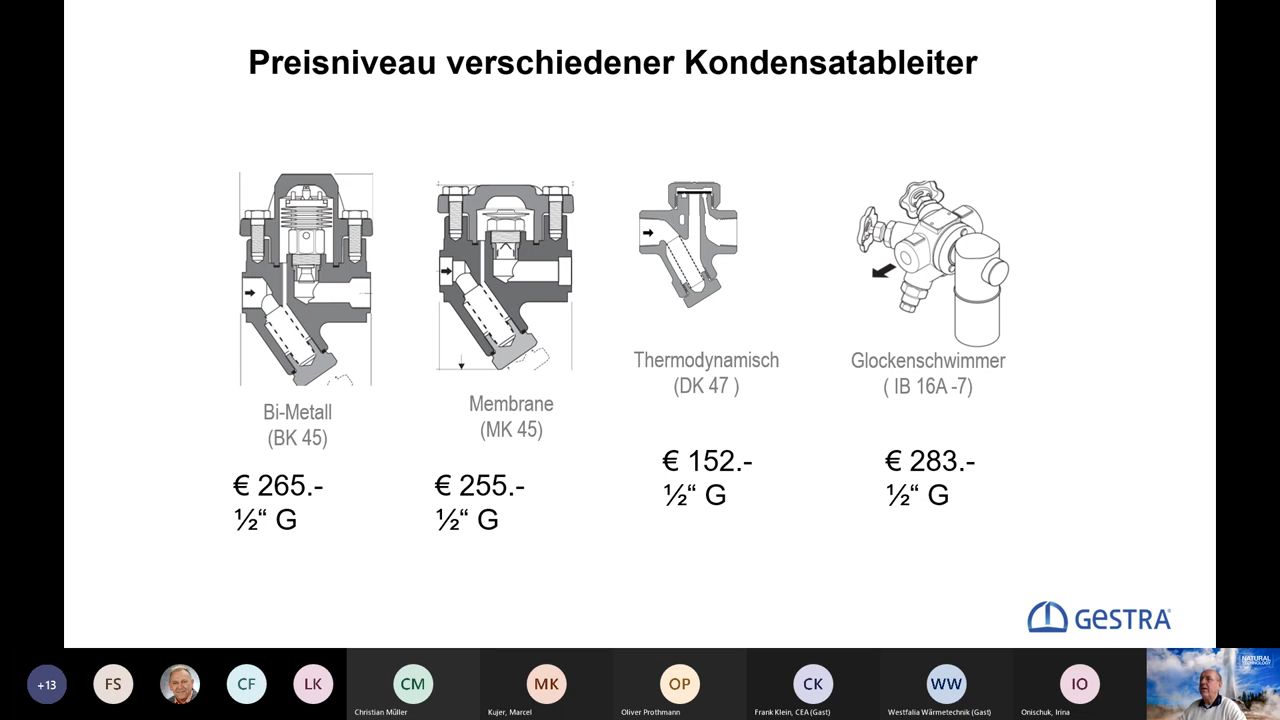 Preisniveau verschiedener Kondensatableiter
Bi-Metall
(BK 45)
€ 265.-
½“ G
Membrane
(MK 45)
€ 255.-
½“ G
Thermodynamisch
(DK 47 )
€ 152.-
½“ G
Glockenschwimmer
( IB 16A -7)
€ 283.-
½“ G
GESTRA
+13
FS
CF
LK
CM
Christian Müller
MK
Kujer, Marcel
OP
Oliver Prothmann
CK
Frank Klein, CEA (Gast)
WW
Westfalia Wärmetechnik (Gast)
IO
Onischuk, Irina
NATURAL
TECHNOLOGY